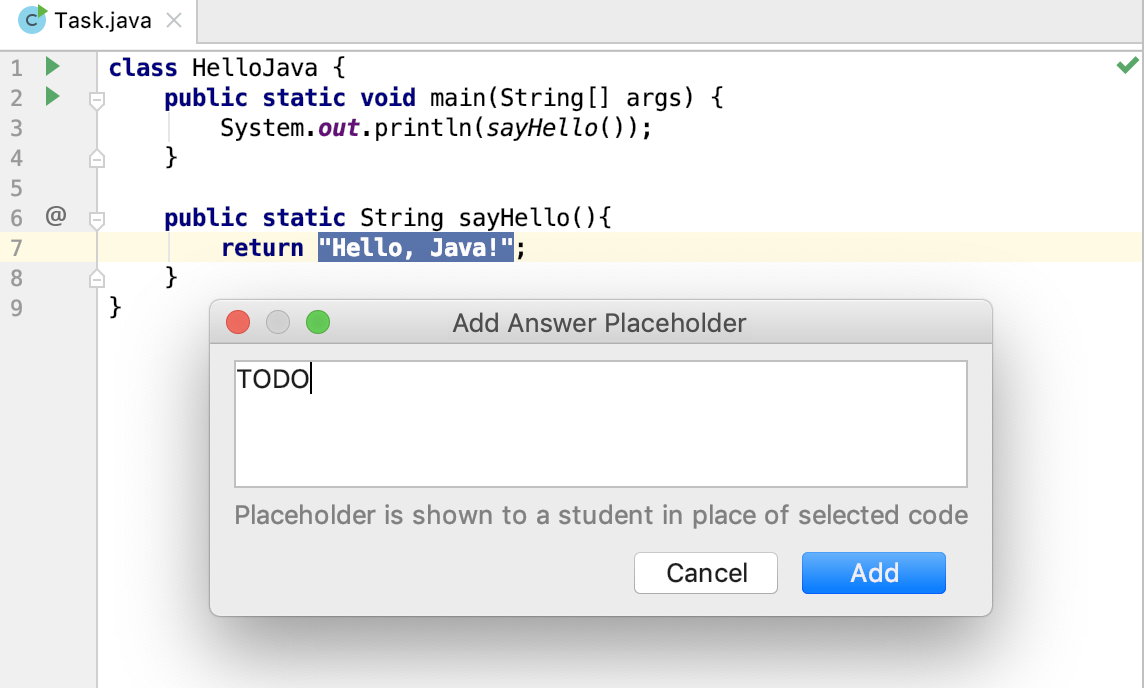 Task.java
1 class HelloJava {
2 public static void main(String[] args) {
3 System.out.println(sayHello());
4 }
5
6 @ public static String sayHello(){
7 return "Hello, Java!";
8 }
9 }
Add Answer Placeholder
TODO
Placeholder is shown to a student in place of selected code
Cancel Add